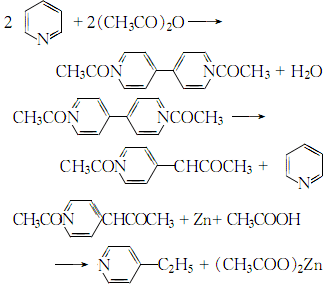 2 N + 2(CH₃CO)₂O ⟶
CH₃CON NCOCH₃ + H₂O
CH₃CON NCOCH₃ ⟶
CH₃CON CHCOCH₃ + N
CH₃CON CHCOCH₃ + Zn + CH₃COOH
⟶ N C₂H₅ + (CH₃COO)₂Zn